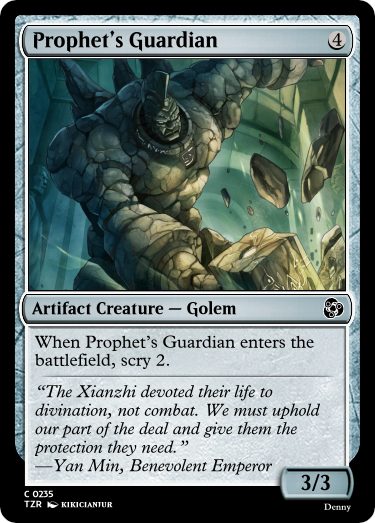 Prophet's Guardian 4
Artifact Creature — Golem
When Prophet's Guardian enters the
battlefield, scry 2.
“The Xianzhi devoted their life to
divination, not combat. We must uphold
our part of the deal and give them the
protection they need.”
—Yan Min, Benevolent Emperor
3/3
C 0235
TZR KIKICIANJUR
Denny